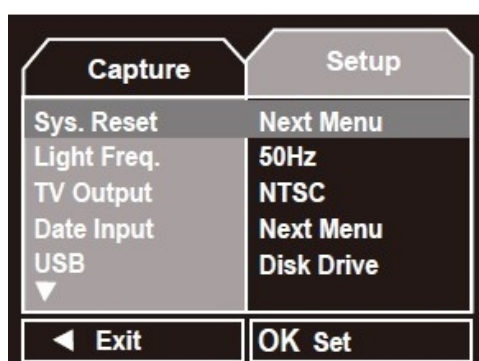 Capture Setup
Sys. Reset Next Menu
Light Freq. 50Hz
TV Output NTSC
Date Input Next Menu
USB Disk Drive
Exit OK Set